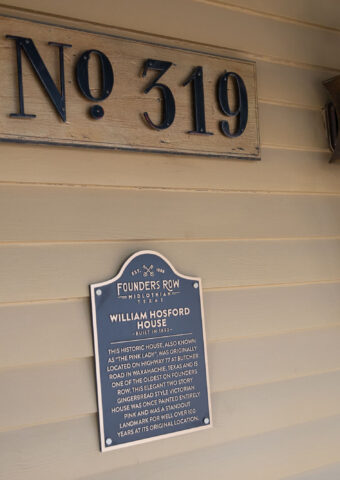 No 319
EST. 1888
FOUNDERS ROW
MIDLOTHIAN
TEXAS
WILLIAM HOSFORD
HOUSE
BUILT IN 1893
THIS HISTORIC HOUSE, ALSO KNOWN
AS "THE PINK LADY", WAS ORIGINALLY
LOCATED ON HIGHWAY 77 AT BUTCHER
ROAD IN WAXAHACHIE, TEXAS AND IS
ONE OF THE OLDEST ON FOUNDERS
ROW. THIS ELEGANT TWO STORY
GINGERBREAD STYLE VICTORIAN
HOUSE WAS ONCE PAINTED ENTIRELY
PINK AND WAS A STANDOUT
LANDMARK FOR WELL OVER 100
YEARS AT ITS ORIGINAL LOCATION.